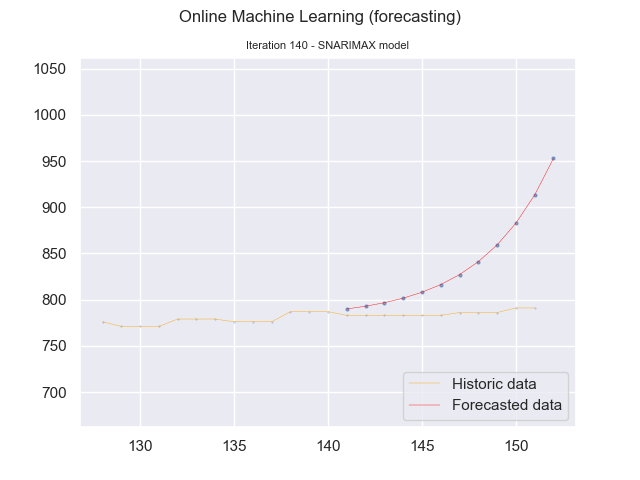 Online Machine Learning (forecasting)
Iteration 140 - SNARIMAX model
1050
1000
950
900
850
800
750
700
Historic data
Forecasted data
130 135 140 145 150